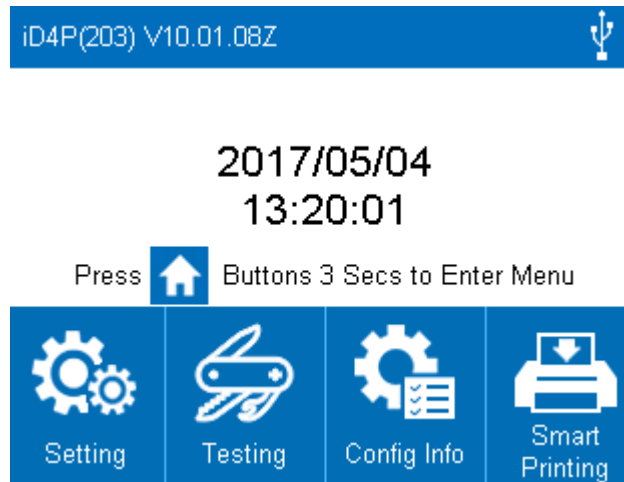 iD4P(203) V10.01.08Z
2017/05/04
13:20:01
Press Buttons 3 Secs to Enter Menu
Setting
Testing
Config Info
Smart
Printing